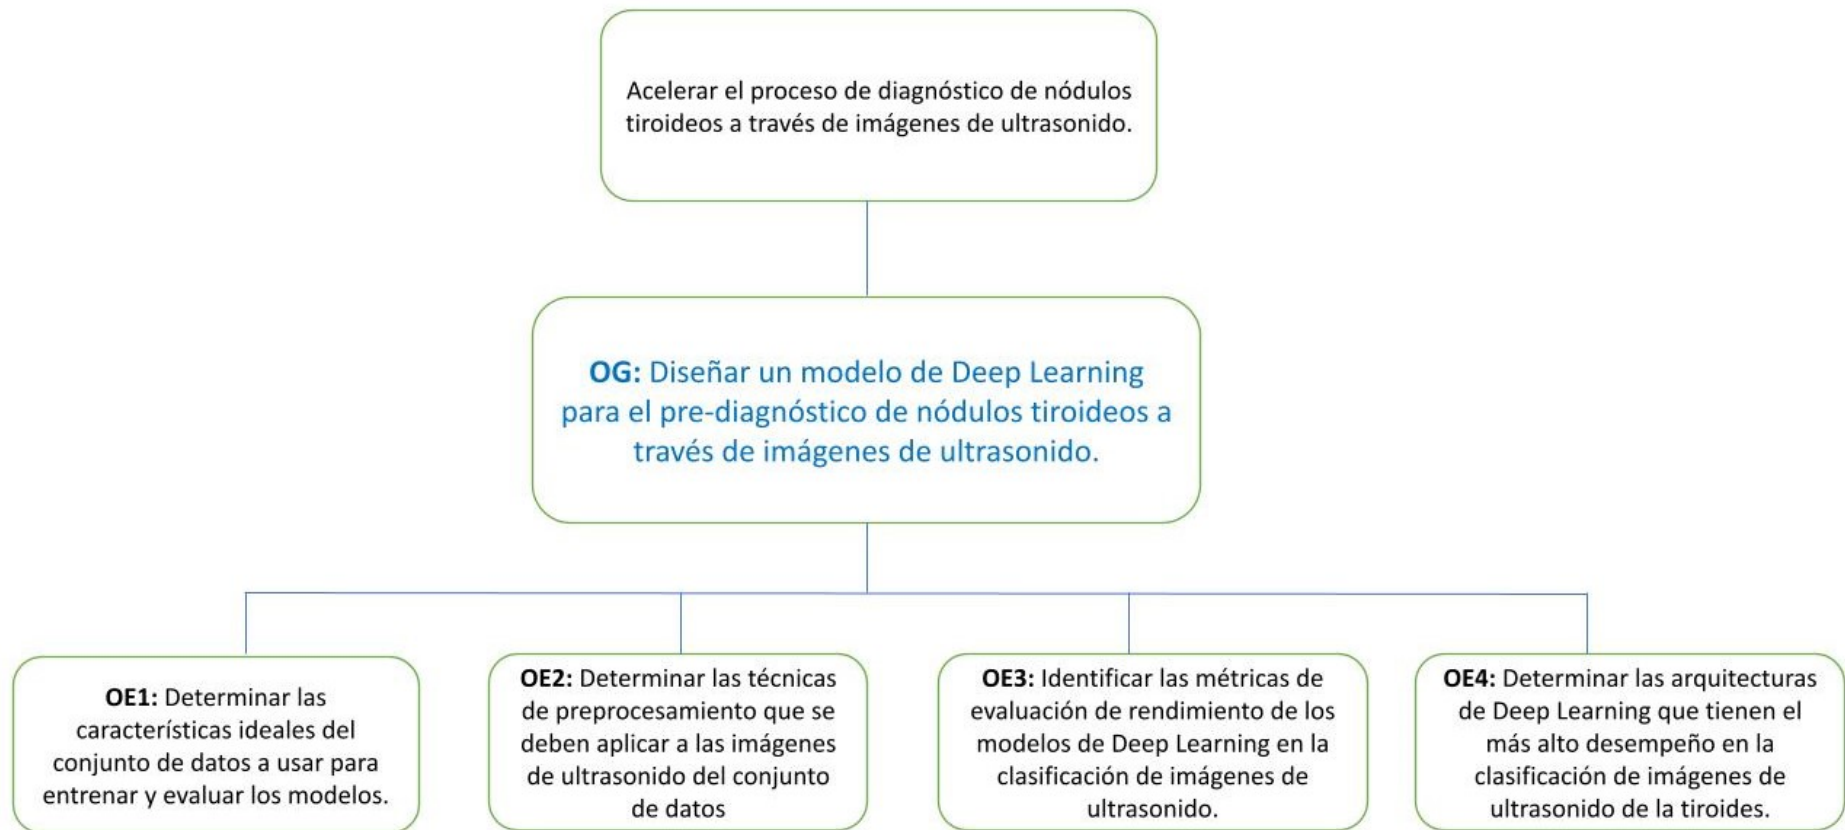 Acelerar el proceso de diagnóstico de nódulos
tiroideos a través de imágenes de ultrasonido.
OG: Diseñar un modelo de Deep Learning
para el pre-diagnóstico de nódulos tiroideos a
través de imágenes de ultrasonido.
OE1: Determinar las
características ideales del
conjunto de datos a usar para
entrenar y evaluar los modelos.
OE2: Determinar las técnicas
de preprocesamiento que se
deben aplicar a las imágenes
de ultrasonido del conjunto
de datos
OE3: Identificar las métricas de
evaluación de rendimiento de los
modelos de Deep Learning en la
clasificación de imágenes de
ultrasonido.
OE4: Determinar las arquitecturas
de Deep Learning que tienen el
más alto desempeño en la
clasificación de imágenes de
ultrasonido de la tiroides.